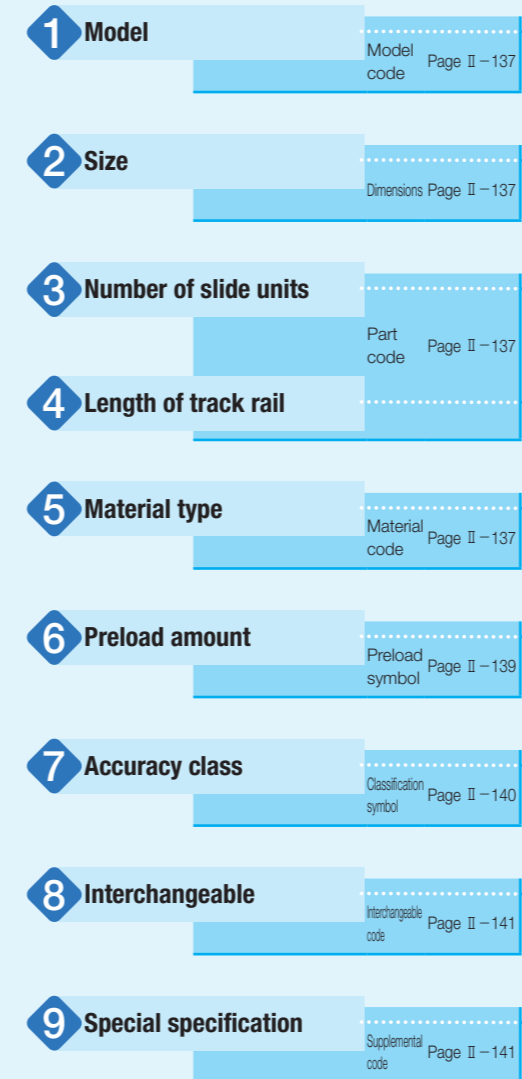 1 Model
Model code Page Ⅱ−137
2 Size
Dimensions Page Ⅱ−137
3 Number of slide units
Part code Page Ⅱ−137
4 Length of track rail
5 Material type
Material code Page Ⅱ−137
6 Preload amount
Preload symbol Page Ⅱ−139
7 Accuracy class
Classification symbol Page Ⅱ−140
8 Interchangeable
Interchangeable code Page Ⅱ−141
9 Special specification
Supplemental code Page Ⅱ−141